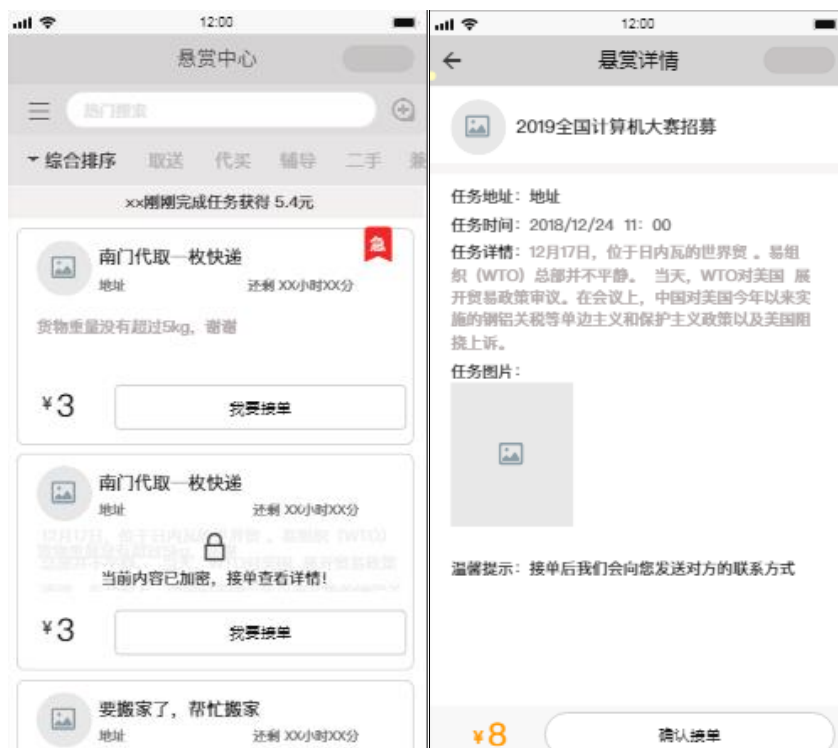 12:00
悬赏中心
热门搜索
综合排序 取送 代买 辅导 二手 兼
xx刚刚完成任务获得 5.4元
急
南门代取一枚快递
地址 还剩 XX小时XX分
货物重量没有超过5kg，谢谢
¥3 我要接单
南门代取一枚快递
地址 还剩 XX小时XX分
当前内容已加密，接单查看详情！
¥3 我要接单
要搬家了，帮忙搬家
地址 还剩 XX小时XX分
12:00
悬赏详情
2019全国计算机大赛招募
任务地址：地址
任务时间：2018/12/24 11：00
任务详情：12月17日，位于日内瓦的世界贸 。易组
织（WTO）总部并不平静。 当天，WTO对美国 展
开贸易政策审议。在会议上，中国对美国今年以来实
施的钢铝关税等单边主义和保护主义政策以及美国阻
挠上诉。
任务图片：
温馨提示：接单后我们会向您发送对方的联系方式
¥8 确认接单